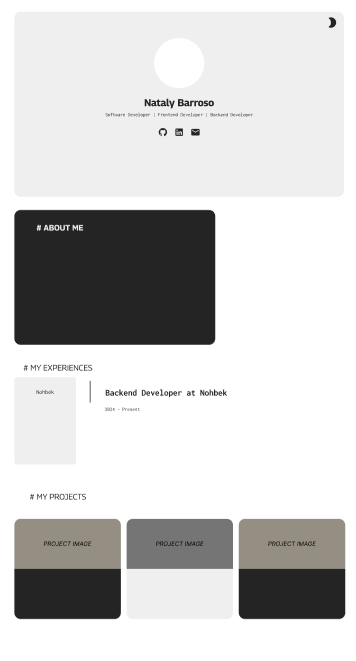 Nataly Barroso
Software Developer | Frontend Developer | Backend Developer
# ABOUT ME
# MY EXPERIENCES
Nohbek
Backend Developer at Nohbek
2024 - Present
# MY PROJECTS
PROJECT IMAGE
PROJECT IMAGE
PROJECT IMAGE